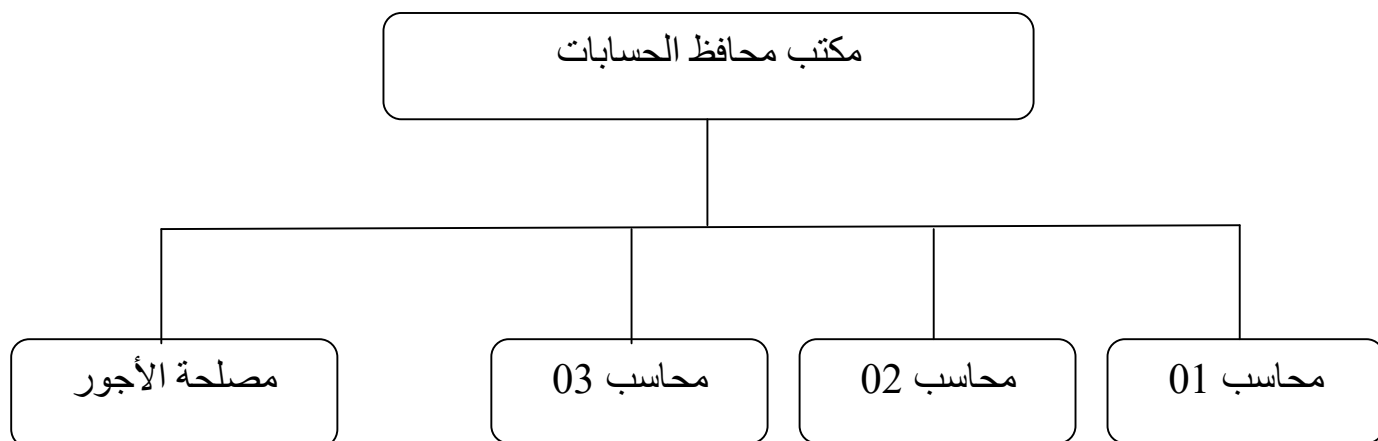 مكتب محافظ الحسابات
محاسب 01
محاسب 02
محاسب 03
مصلحة الأجور